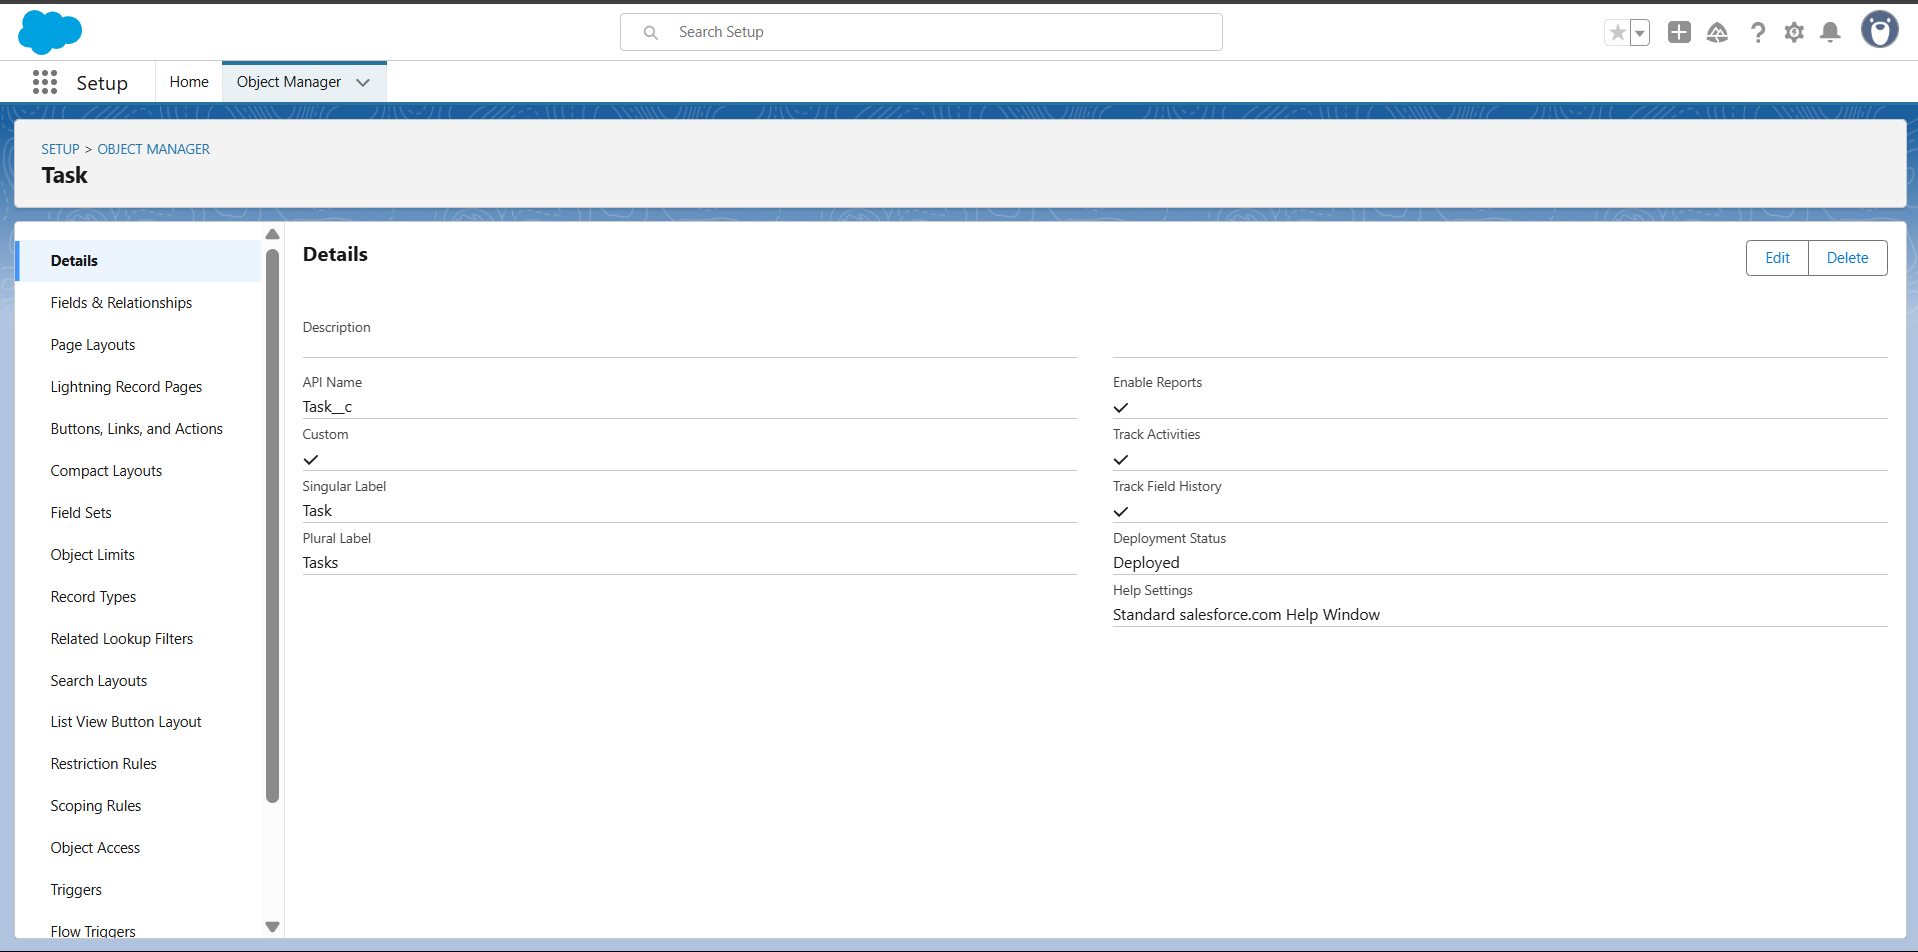 Search Setup
Setup
Home
Object Manager
SETUP > OBJECT MANAGER
Task
Details
Fields & Relationships
Page Layouts
Lightning Record Pages
Buttons, Links, and Actions
Compact Layouts
Field Sets
Object Limits
Record Types
Related Lookup Filters
Search Layouts
List View Button Layout
Restriction Rules
Scoping Rules
Object Access
Triggers
Flow Triggers
Details
Edit
Delete
Description
API Name
Task__c
Custom
Singular Label
Task
Plural Label
Tasks
Enable Reports
Track Activities
Track Field History
Deployment Status
Deployed
Help Settings
Standard salesforce.com Help Window